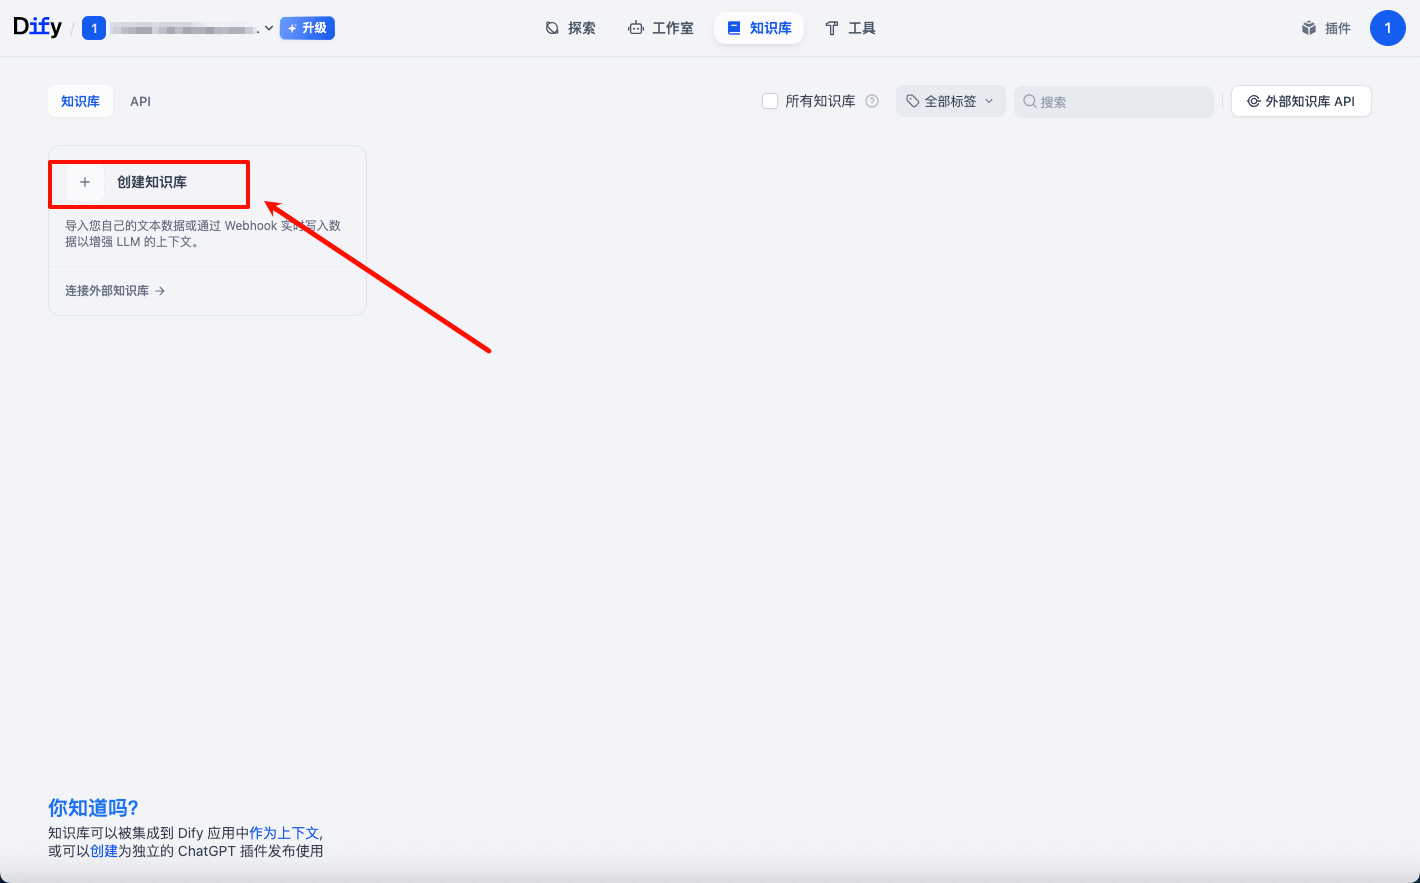 Dify / 1 升级
探索 工作室 知识库 工具
插件 1
知识库 API
所有知识库 全部标签 搜索 外部知识库 API
+ 创建知识库
导入您自己的文本数据或通过 Webhook 实时写入数
据以增强 LLM 的上下文。
连接外部知识库 →
你知道吗?
知识库可以被集成到 Dify 应用中作为上下文,
或可以创建为独立的 ChatGPT 插件发布使用